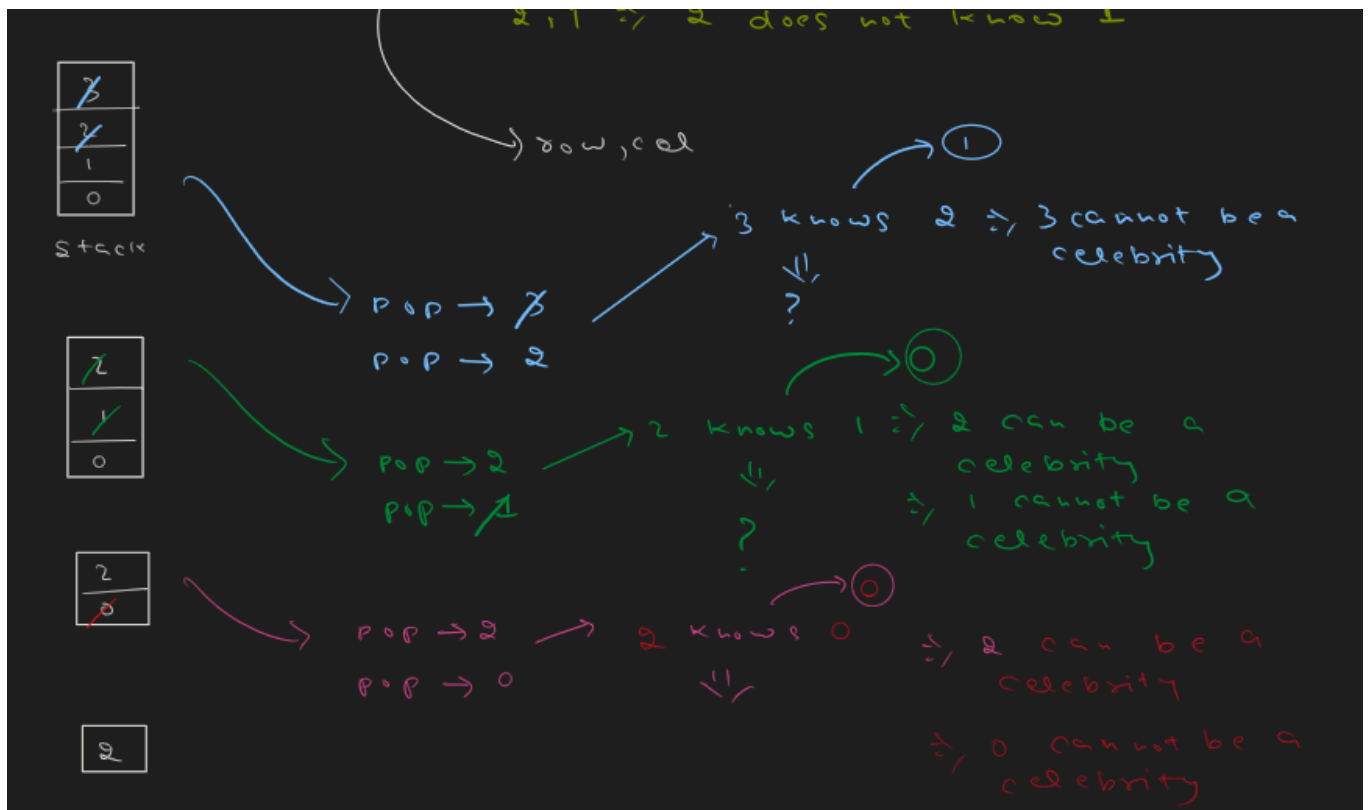 2,1 => 2 does not know 1
3
2
1
0
stack
row, col
1
3 knows 2 => 3 cannot be a
celebrity
?
pop → 3
pop → 2
2
1
0
0
2 knows 1 => 2 can be a
celebrity
=> 1 cannot be a
celebrity
?
pop → 2
pop → 1
2
0
0
pop → 2
pop → 0
2 knows 0
=> 2 can be a
celebrity
2
=> 0 cannot be a
celebrity